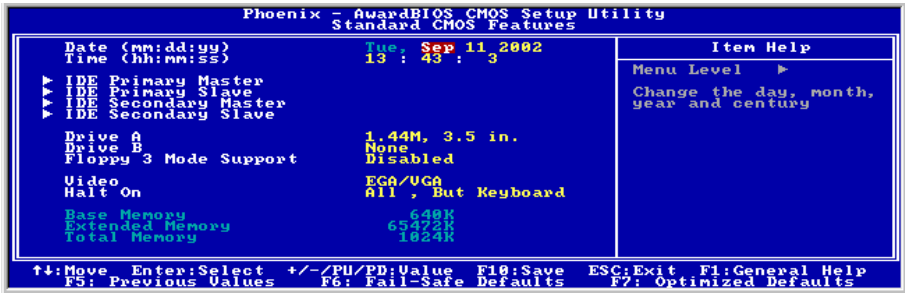 Phoenix - AwardBIOS CMOS Setup Utility
Standard CMOS Features
Date (mm:dd:yy) Tue, Sep 11 2002
Time (hh:mm:ss) 13 : 43 : 3
► IDE Primary Master
► IDE Primary Slave
► IDE Secondary Master
► IDE Secondary Slave
Drive A 1.44M, 3.5 in.
Drive B None
Floppy 3 Mode Support Disabled
Video EGA/VGA
Halt On All , But Keyboard
Base Memory 640K
Extended Memory 65472K
Total Memory 1024K
Item Help
Menu Level ►
Change the day, month,
year and century
↑↓:Move Enter:Select +/-/PU/PD:Value F10:Save ESC:Exit F1:General Help
F5: Previous Values F6: Fail-Safe Defaults F7: Optimized Defaults